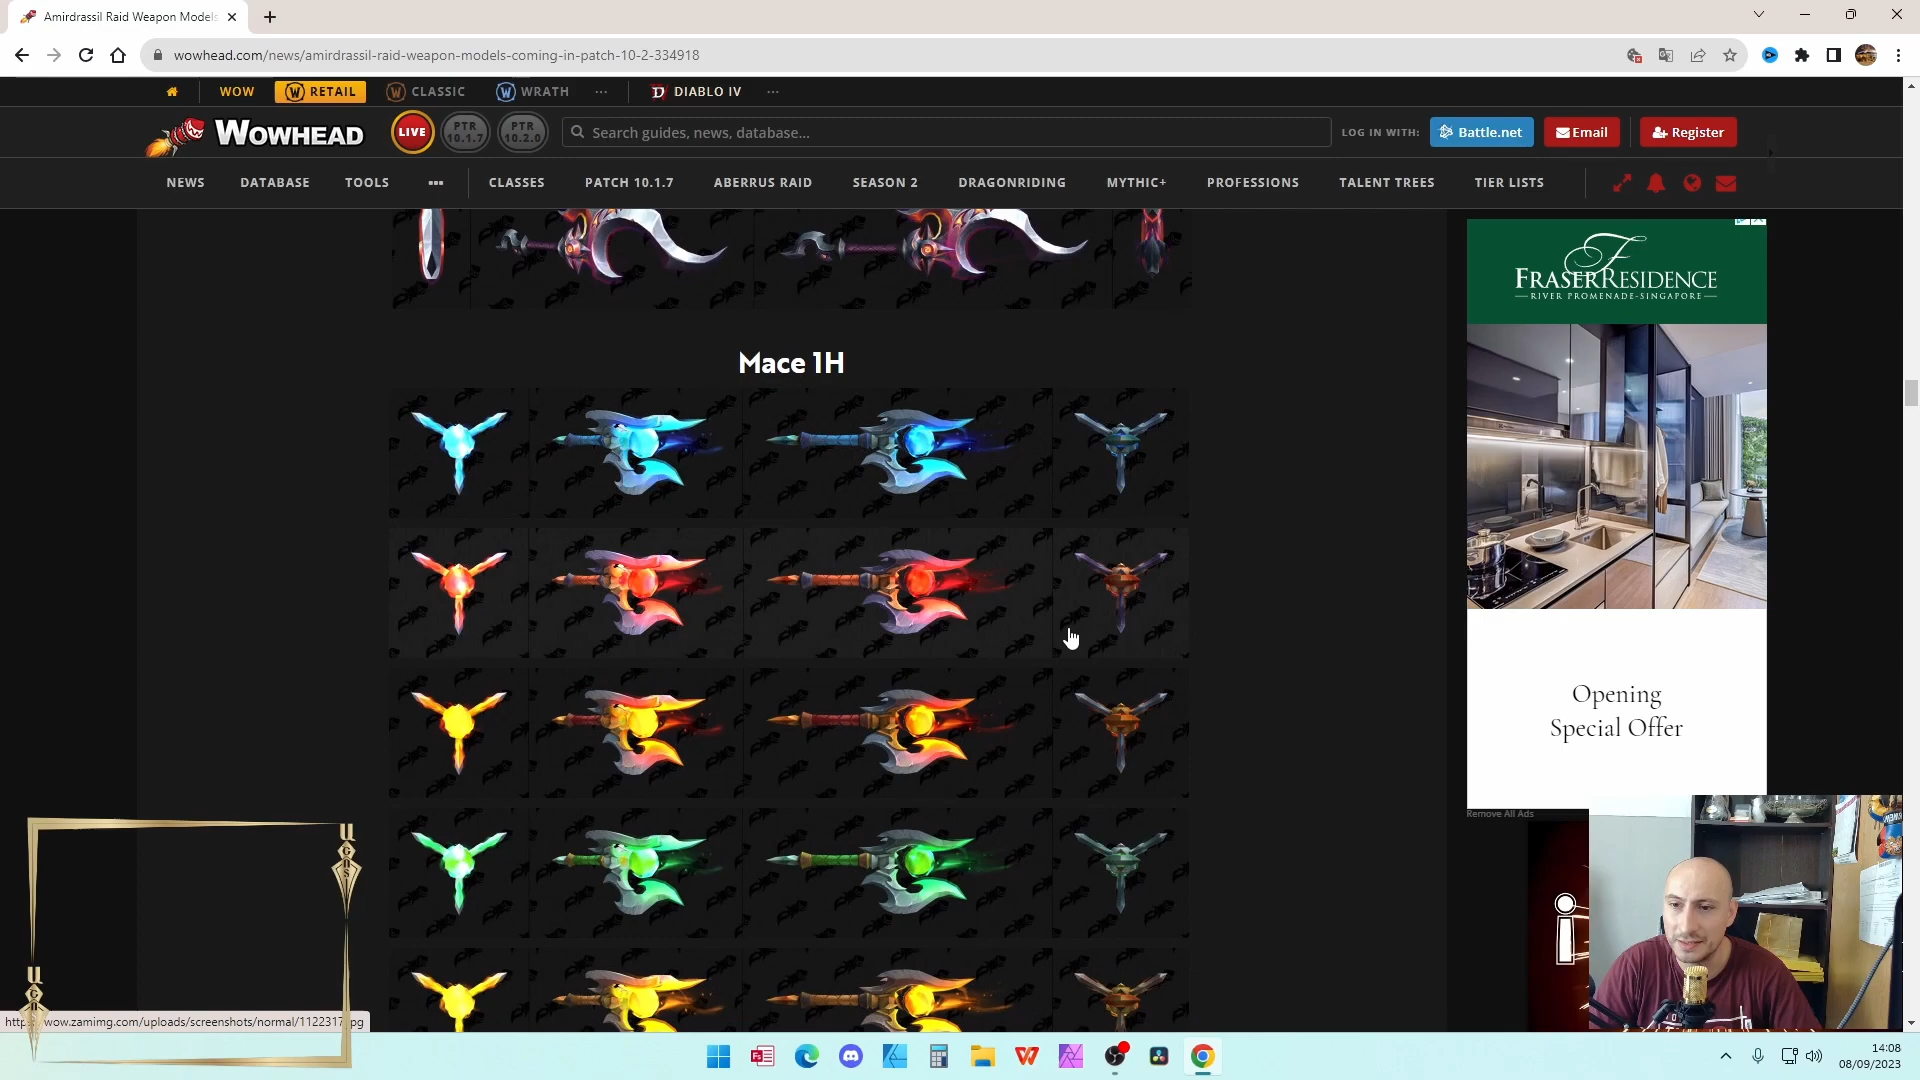 Amirdrassil Raid Weapon Models
wowhead.com/news/amirdrassil-raid-weapon-models-coming-in-patch-10-2-334918
WOW RETAIL CLASSIC WRATH ... DIABLO IV ...
WOWHEAD LIVE PTR 10.1.7 PTR 10.2.0 Search guides, news, database... LOG IN WITH: Battle.net Email Register
NEWS DATABASE TOOLS ... CLASSES PATCH 10.1.7 ABERRUS RAID SEASON 2 DRAGONRIDING MYTHIC+ PROFESSIONS TALENT TREES TIER LISTS
F
FRASER RESIDENCE
RIVER PROMENADE-SINGAPORE
Mace 1H
Opening
Special Offer
Remove All Ads
UGNS
UGNS
wow.zamimg.com/uploads/screenshots/normal/1122317
14:08
08/09/2023